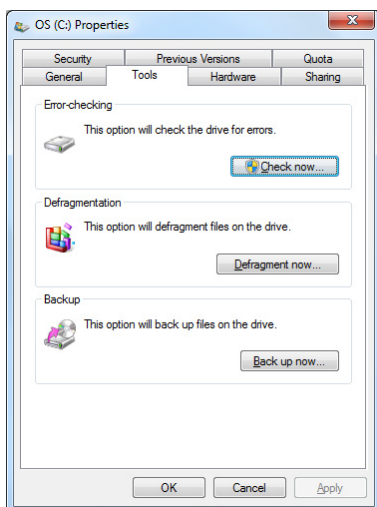 OS (C:) Properties
Security Previous Versions Quota
General Tools Hardware Sharing
Error-checking
This option will check the drive for errors.
Check now...
Defragmentation
This option will defragment files on the drive.
Defragment now...
Backup
This option will back up files on the drive.
Back up now...
OK Cancel Apply